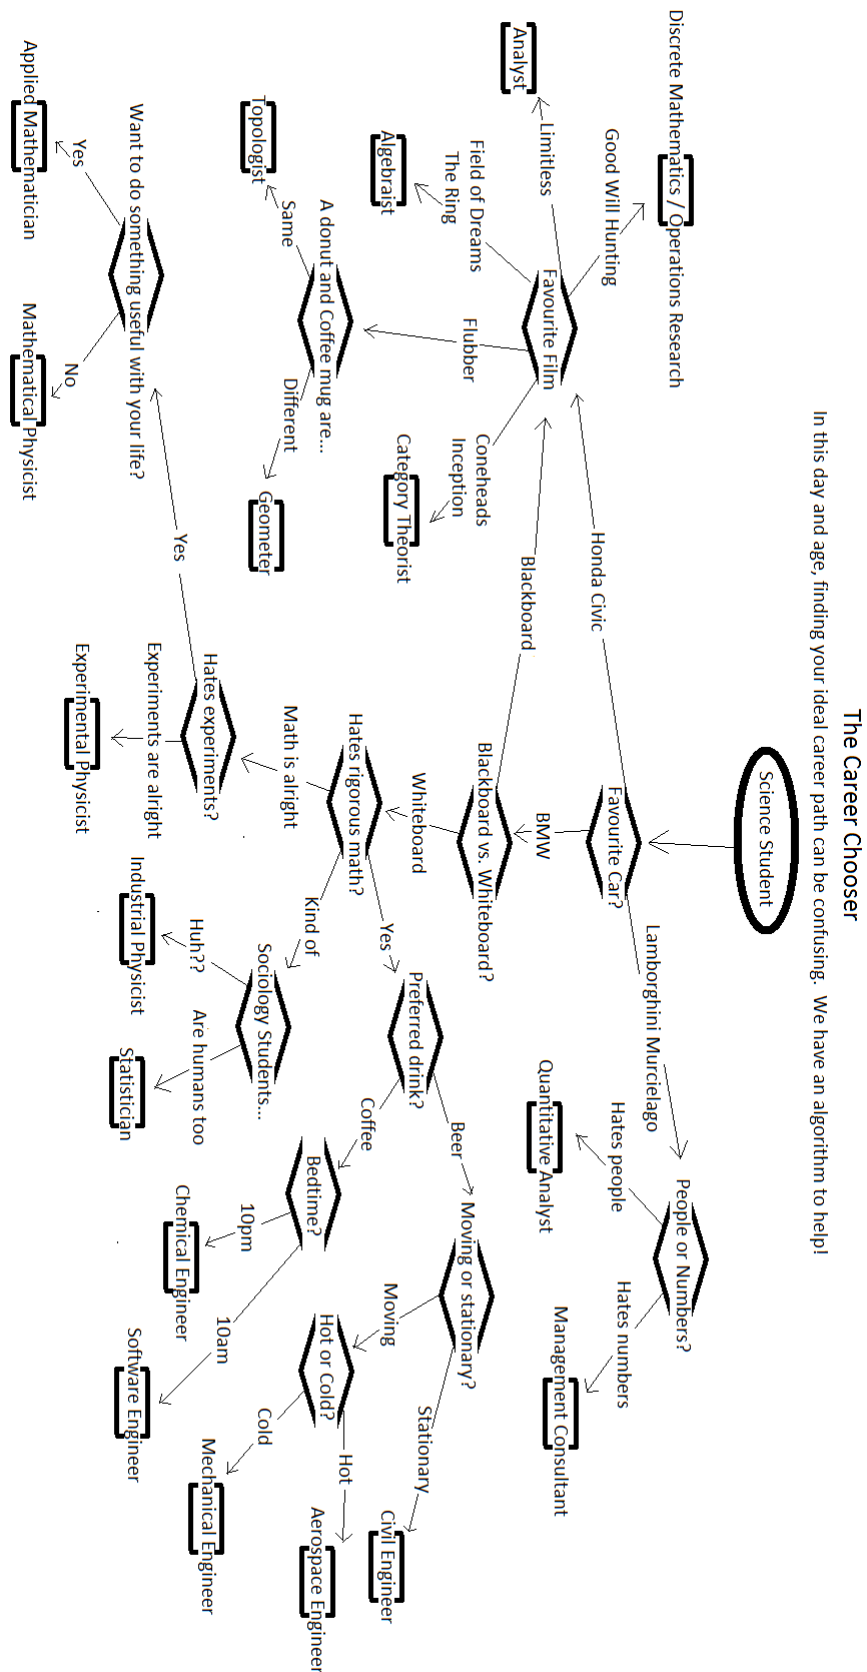 The Career Chooser
In this day and age, finding your ideal career path can be confusing. We have an algorithm to help!
Science Student
Favourite Car?
Honda Civic
BMW
Lamborghini Murcielago
People or Numbers?
Hates people
Hates numbers
Quantitative Analyst
Management Consultant
Blackboard vs. Whiteboard?
Blackboard
Whiteboard
Favourite Film
Good Will Hunting
Discrete Mathematics / Operations Research
Limitless
Analyst
Field of Dreams
The Ring
Algebraist
Flubber
Coneheads
Inception
Category Theorist
A donut and Coffee mug are...
Same
Different
Topologist
Geometer
Hates rigorous math?
Math is alright
Kind of
Yes
Hates experiments?
Yes
Experiments are alright
Experimental Physicist
Want to do something useful with your life?
Yes
No
Applied Mathematician
Mathematical Physicist
Sociology Students...
Huh??
Are humans too
Industrial Physicist
Statistician
Preferred drink?
Coffee
Beer
Bedtime?
10pm
10am
Chemical Engineer
Software Engineer
Moving or stationary?
Moving
Stationary
Hot or Cold?
Cold
Hot
Mechanical Engineer
Aerospace Engineer
Civil Engineer